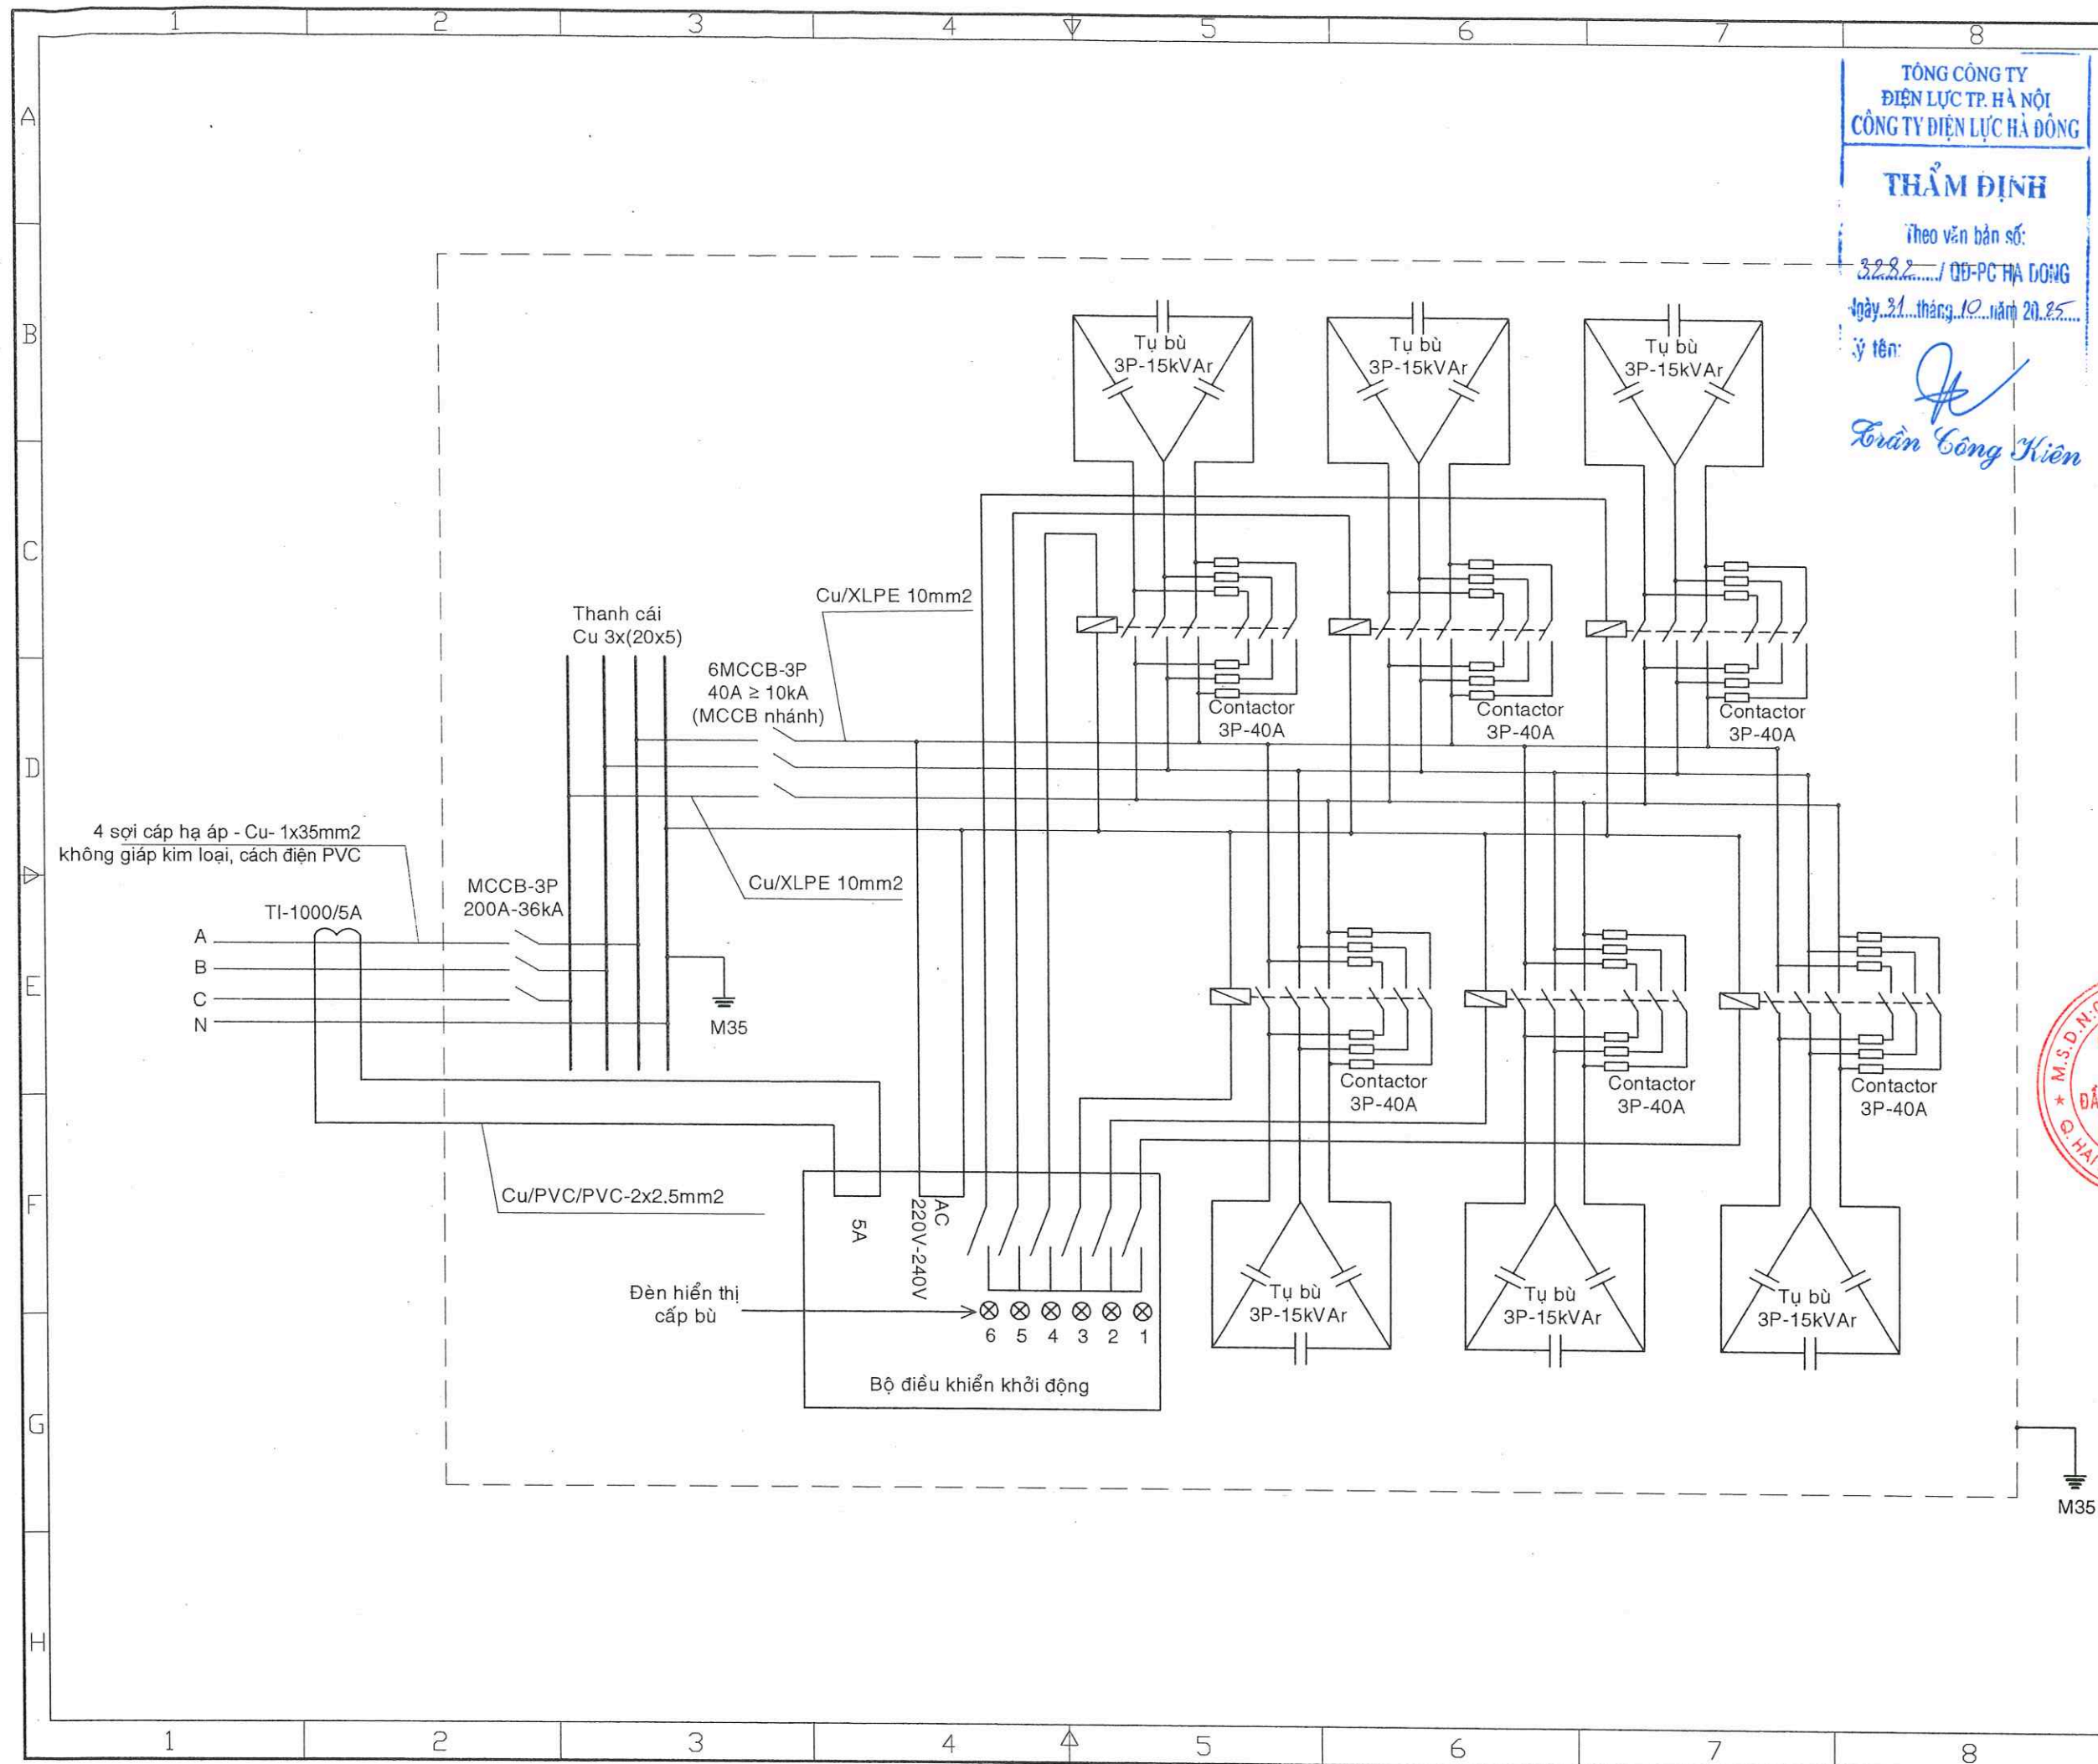 1 2 3 4 5 6 7 8
TỔNG CÔNG TY
ĐIỆN LỰC TP. HÀ NỘI
CÔNG TY ĐIỆN LỰC HÀ ĐÔNG
THẨM ĐỊNH
Theo văn bản số:
3282....../ QĐ-PC HA DONG
Ngày.31...tháng..10...năm 20.25.....
ý tên:
Trần Công Kiên
A
B
C
D
E
F
G
H
Tụ bù
3P-15kVAr
Tụ bù
3P-15kVAr
Tụ bù
3P-15kVAr
Cu/XLPE 10mm2
Thanh cái
Cu 3x(20x5)
6MCCB-3P
40A ≥ 10kA
(MCCB nhánh)
Contactor
3P-40A
Contactor
3P-40A
Contactor
3P-40A
4 sợi cáp hạ áp - Cu- 1x35mm2
không giáp kim loại, cách điện PVC
MCCB-3P
200A-36kA
Cu/XLPE 10mm2
TI-1000/5A
A
B
C
N
M35
Contactor
3P-40A
Contactor
3P-40A
Contactor
3P-40A
M.S.D.N:
Q. HAI
Cu/PVC/PVC-2x2.5mm2
5A
AC
220V-240V
Đèn hiển thị
cấp bù
6 5 4 3 2 1
Bộ điều khiển khởi động
Tụ bù
3P-15kVAr
Tụ bù
3P-15kVAr
Tụ bù
3P-15kVAr
M35
1 2 3 4 5 6 7 8